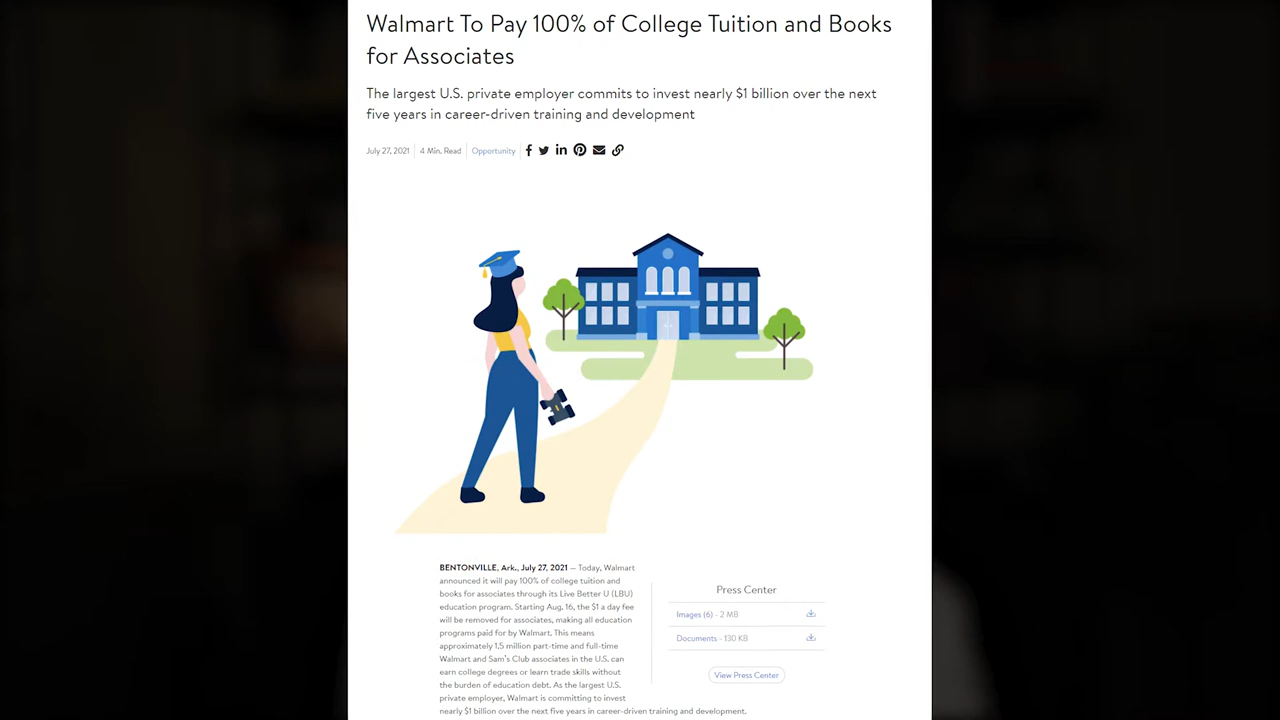 Walmart To Pay 100% of College Tuition and Books
for Associates
The largest U.S. private employer commits to invest nearly $1 billion over the next
five years in career-driven training and development
July 27, 2021 4 Min. Read Opportunity
BENTONVILLE, Ark., July 27, 2021 — Today, Walmart
announced it will pay 100% of college tuition and
books for associates through its Live Better U (LBU)
education program. Starting Aug. 16, the $1 a day fee
will be removed for associates, making all education
programs paid for by Walmart. This means
approximately 1.5 million part-time and full-time
Walmart and Sam's Club associates in the U.S. can
earn college degrees or learn trade skills without
the burden of education debt. As the largest U.S.
private employer, Walmart is committing to invest
nearly $1 billion over the next five years in career-driven training and development.
Press Center
Images (6) - 2 MB
Documents - 130 KB
View Press Center